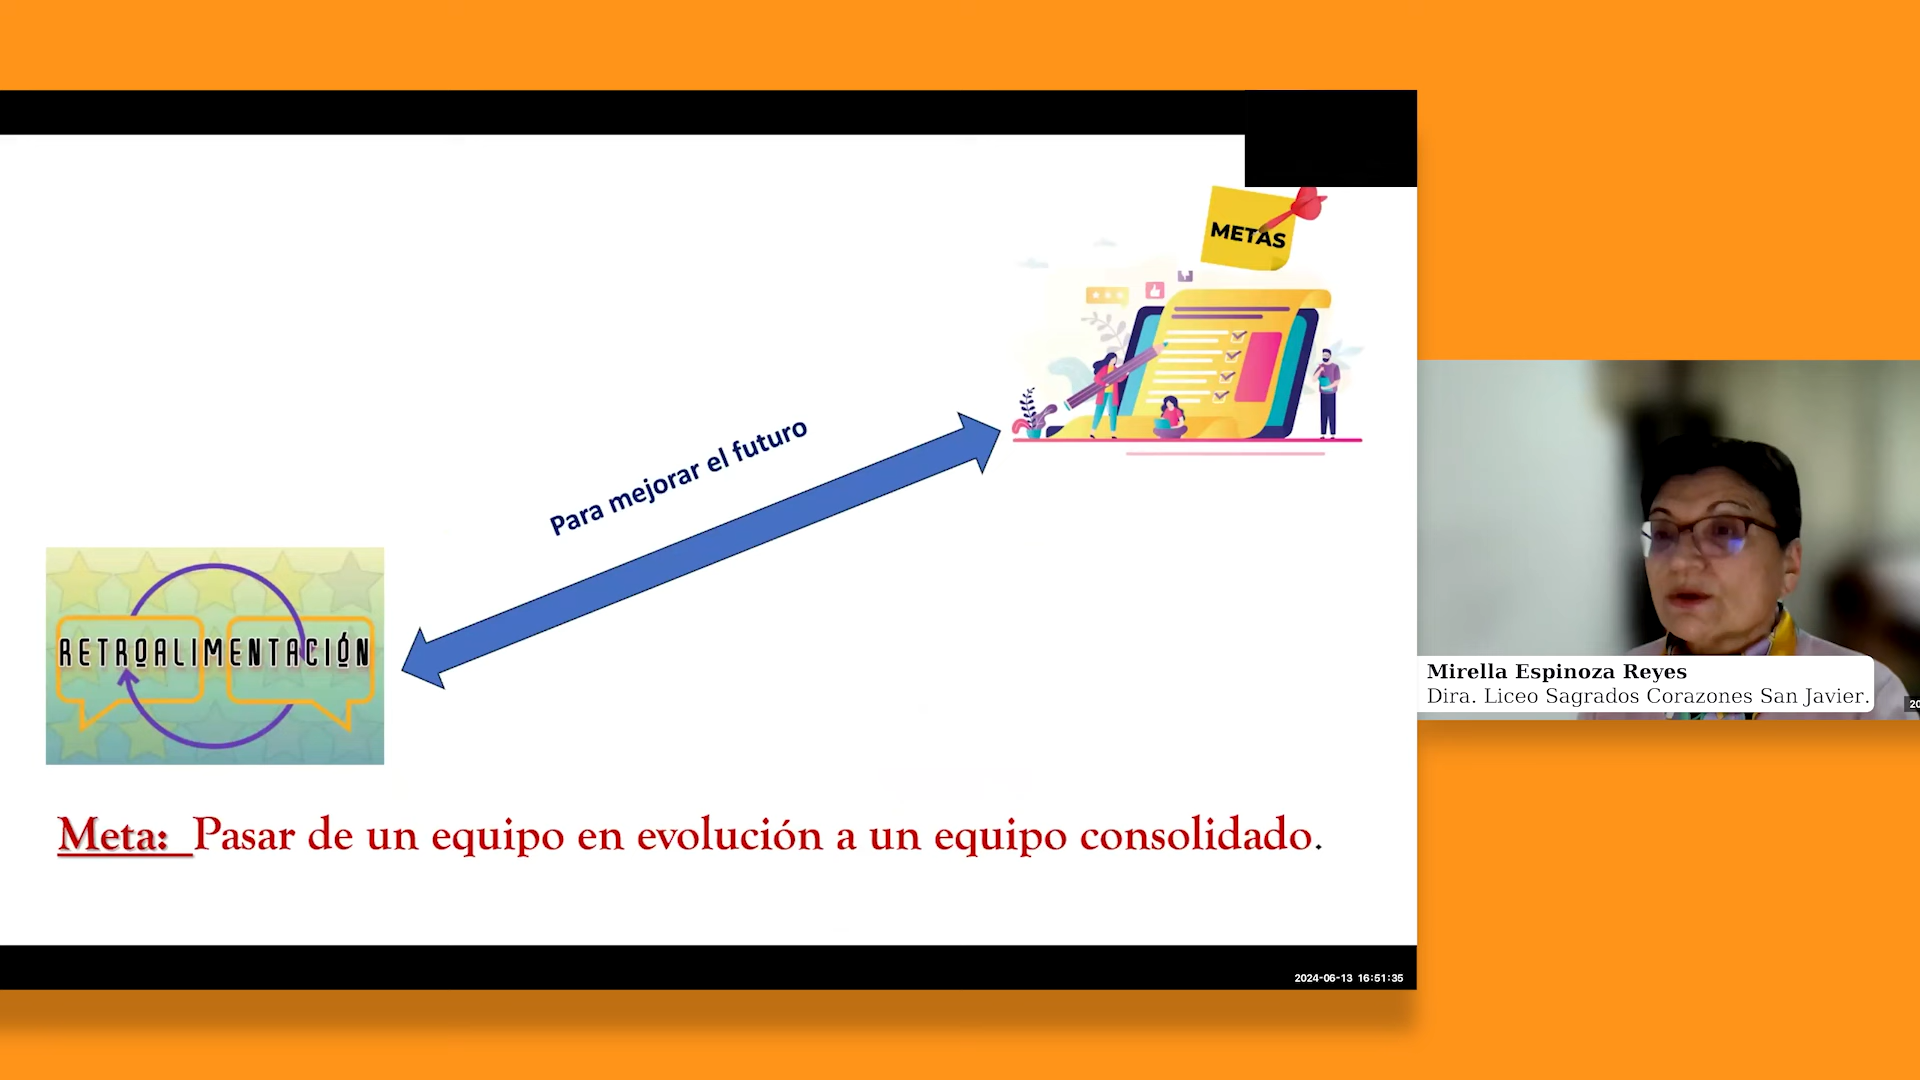 METAS
Para mejorar el futuro
RETROALIMENTACIÓN
Meta: Pasar de un equipo en evolución a un equipo consolidado.
Mirella Espinoza Reyes
Dira. Liceo Sagrados Corazones San Javier.
20
2024-06-13 16:51:35